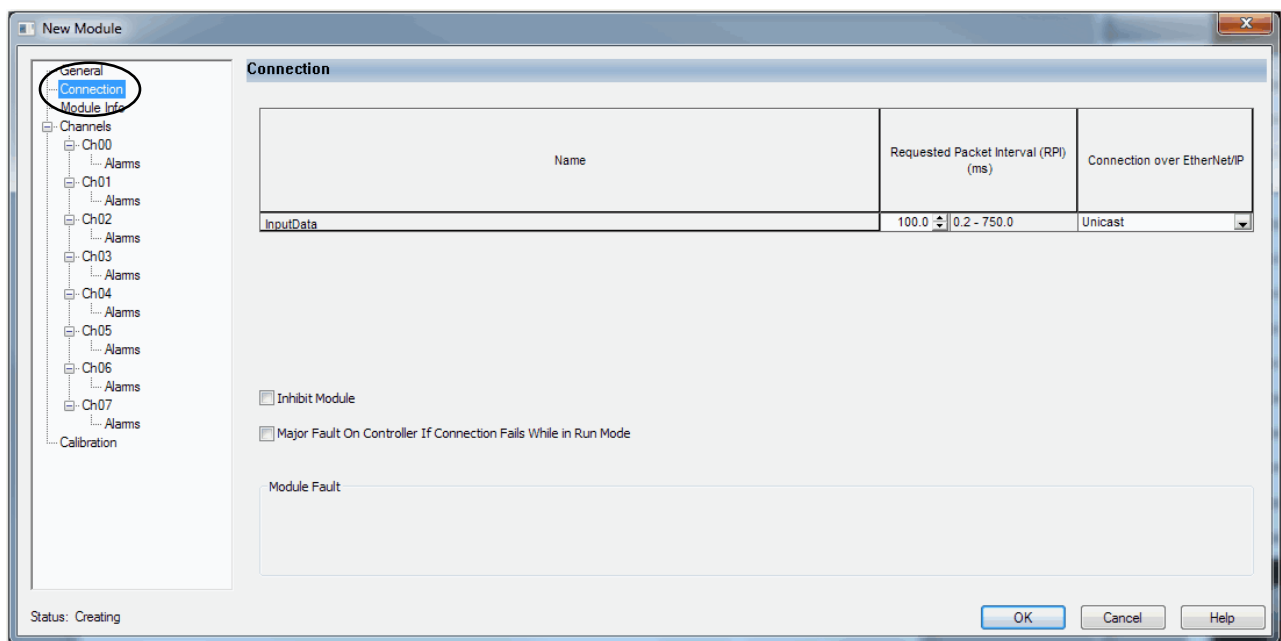 New Module
General
Connection
Module Info
Channels
Ch00
Alarms
Ch01
Alarms
Ch02
Alarms
Ch03
Alarms
Ch04
Alarms
Ch05
Alarms
Ch06
Alarms
Ch07
Alarms
Calibration
Connection
Name
Requested Packet Interval (RPI)
(ms)
Connection over EtherNet/IP
InputData
100.0
0.2 - 750.0
Unicast
Inhibit Module
Major Fault On Controller If Connection Fails While in Run Mode
Module Fault
Status: Creating
OK
Cancel
Help